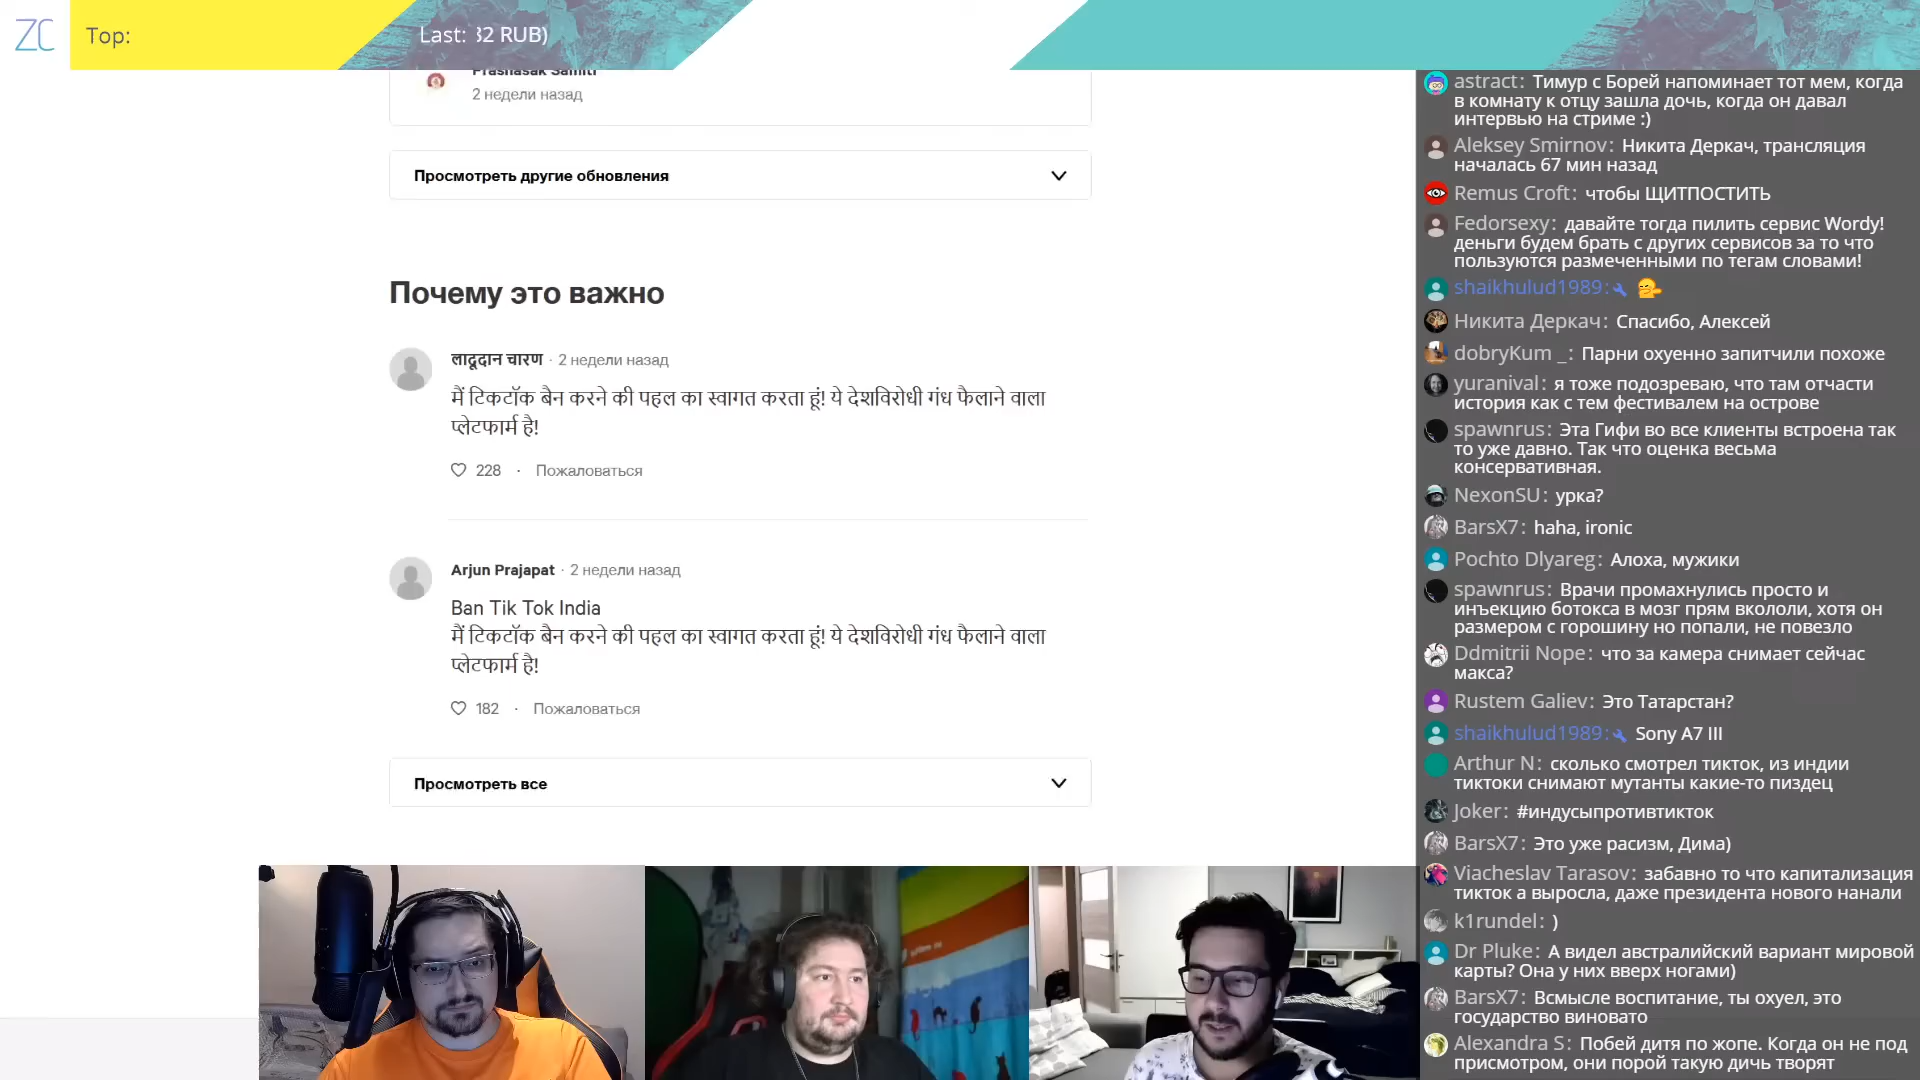 ZC
Top:
Last: 32 RUB)
Prashasak Samiti
2 недели назад
Просмотреть другие обновления
Почему это важно
लादूदान चारण · 2 недели назад
मैं टिकटॉक बैन करने की पहल का स्वागत करता हूं! ये देशविरोधी गंध फैलाने वाला
प्लेटफार्म है!
228 · Пожаловаться
Arjun Prajapat · 2 недели назад
Ban Tik Tok India
मैं टिकटॉक बैन करने की पहल का स्वागत करता हूं! ये देशविरोधी गंध फैलाने वाला
प्लेटफार्म है!
182 · Пожаловаться
Просмотреть все
astract: Тимур с Борей напоминает тот мем, когда
в комнату к отцу зашла дочь, когда он давал
интервью на стриме :)
Aleksey Smirnov: Никита Деркач, трансляция
началась 67 мин назад
Remus Croft: чтобы ЩИТПОСТИТЬ
Fedorsexy: давайте тогда пилить сервис Wordy!
деньги будем брать с других сервисов за то что
пользуются размеченными по тегам словами!
shaikhulud1989:
Никита Деркач: Спасибо, Алексей
dobryKum _: Парни охуенно запитчили похоже
yuranival: я тоже подозреваю, что там отчасти
история как с тем фестивалем на острове
spawnrus: Эта Гифи во все клиенты встроена так
то уже давно. Так что оценка весьма
консервативная.
NexonSU: урка?
BarsX7: haha, ironic
Pochto Dlyareg: Алоха, мужики
spawnrus: Врачи промахнулись просто и
инъекцию ботокса в мозг прям вкололи, хотя он
размером с горошину но попали, не повезло
Ddmitrii Nope: что за камера снимает сейчас
макса?
Rustem Galiev: Это Татарстан?
shaikhulud1989: Sony A7 III
Arthur N: сколько смотрел тикток, из индии
тиктоки снимают мутанты какие-то пиздец
Joker: #индусыпротивтикток
BarsX7: Это уже расизм, Дима)
Viacheslav Tarasov: забавно то что капитализация
тикток а выросла, даже президента нового нанали
k1rundel: )
Dr Pluke: А видел австралийский вариант мировой
карты? Она у них вверх ногами)
BarsX7: Всмысле воспитание, ты охуел, это
государство виновато
Alexandra S: Побей дитя по жопе. Когда он не под
присмотром, они порой такую дичь творят